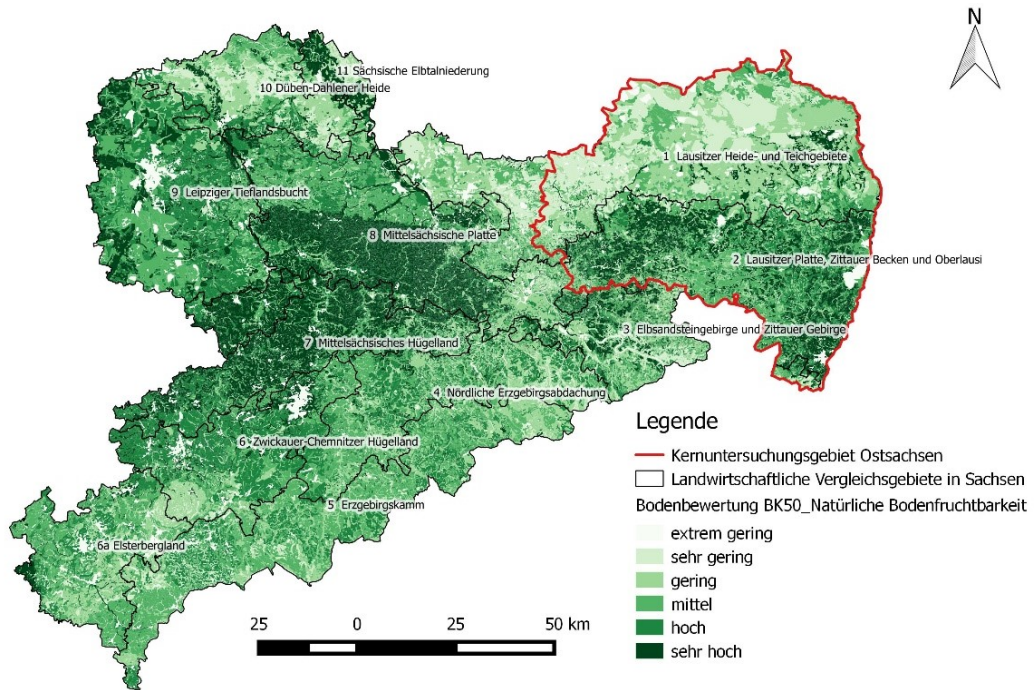 N
11 Sächsische Elbtalniederung
10 Düben-Dahlener Heide
1 Lausitzer Heide- und Teichgebiete
9 Leipziger Tieflandsbucht
8 Mittelsächsische Platte
2 Lausitzer Platte, Zittauer Becken und Oberlausi
3 Elbsandsteingebirge und Zittauer Gebirge
7 Mittelsächsisches Hügelland
4 Nördliche Erzgebirgsabdachung
6 Zwickauer-Chemnitzer Hügelland
5 Erzgebirgskamm
6a Elsterbergland
Legende
Kernuntersuchungsgebiet Ostsachsen
Landwirtschaftliche Vergleichsgebiete in Sachsen
Bodenbewertung BK50_Natürliche Bodenfruchtbarkeit
extrem gering
sehr gering
gering
mittel
hoch
sehr hoch
25 0 25 50 km